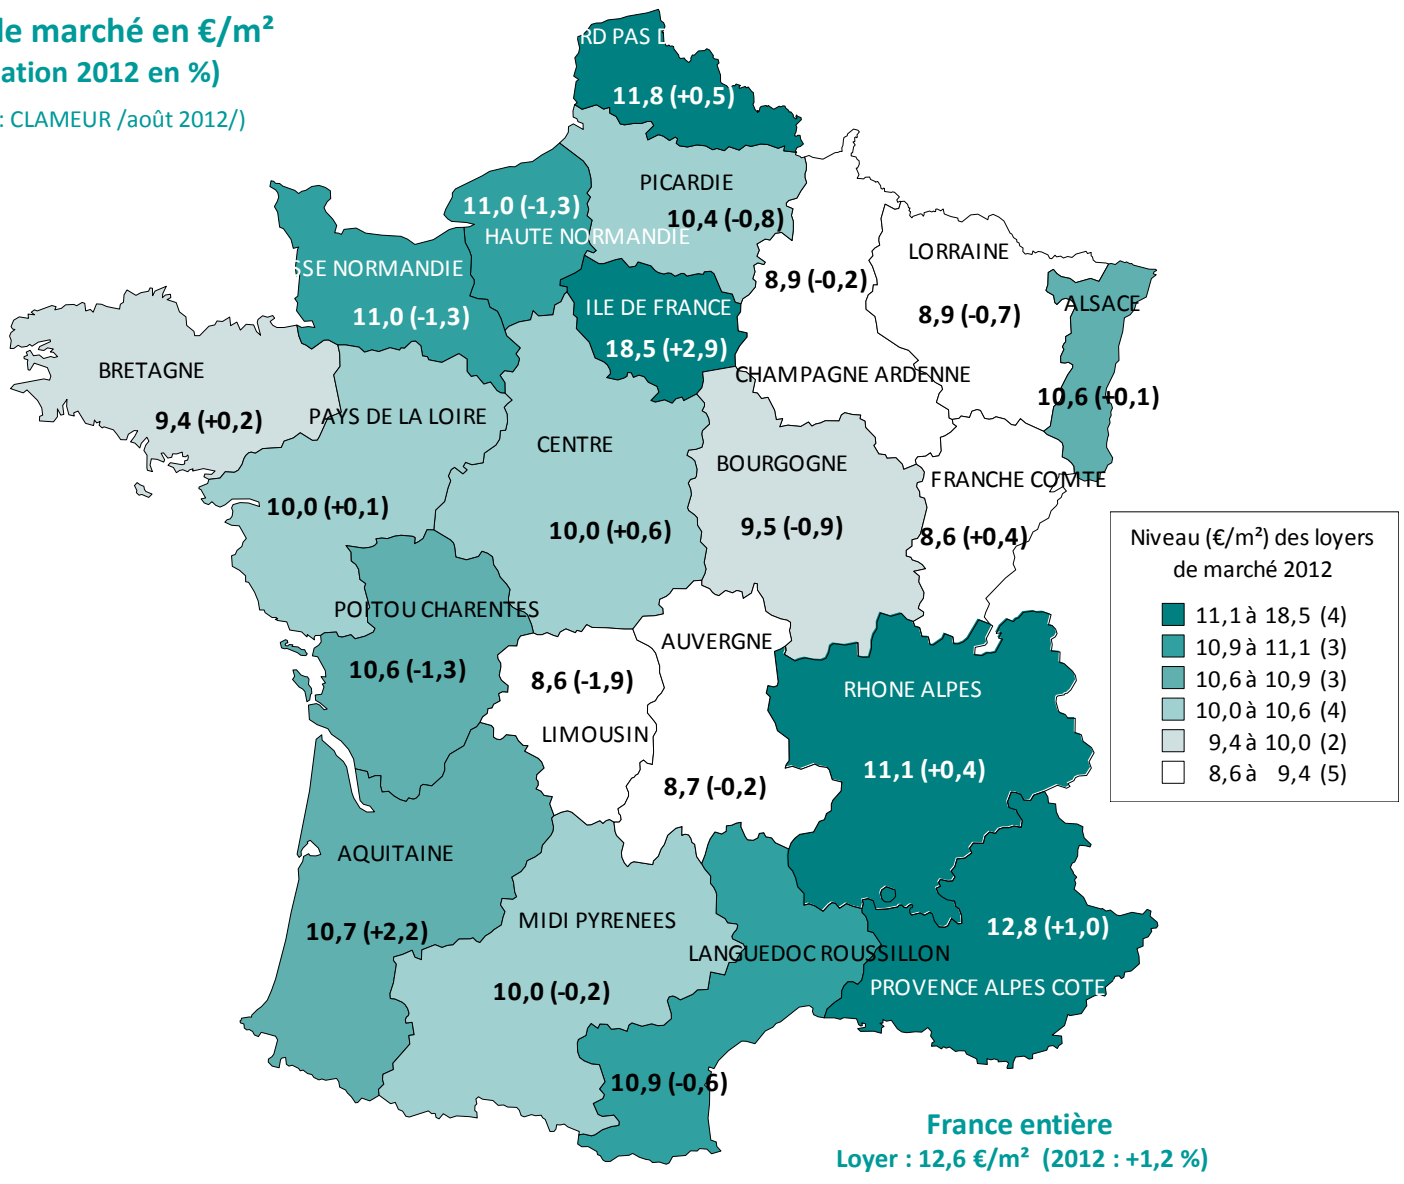 le marché en €/m²
ation 2012 en %)
: CLAMEUR /août 2012/)
RD PAS D
11,8 (+0,5)
PICARDIE
10,4 (-0,8)
11,0 (-1,3)
HAUTE NORMANDIE
SSE NORMANDIE
11,0 (-1,3)
ILE DE FRANCE
18,5 (+2,9)
8,9 (-0,2)
CHAMPAGNE ARDENNE
LORRAINE
8,9 (-0,7)
ALSACE
10,6 (+0,1)
BRETAGNE
9,4 (+0,2)
PAYS DE LA LOIRE
10,0 (+0,1)
CENTRE
10,0 (+0,6)
BOURGOGNE
9,5 (-0,9)
FRANCHE COMTE
8,6 (+0,4)
POITOU CHARENTES
10,6 (-1,3)
8,6 (-1,9)
LIMOUSIN
AUVERGNE
8,7 (-0,2)
RHONE ALPES
11,1 (+0,4)
AQUITAINE
10,7 (+2,2)
MIDI PYRENEES
10,0 (-0,2)
LANGUEDOC ROUSSILLON
10,9 (-0,6)
12,8 (+1,0)
PROVENCE ALPES COTE
Niveau (€/m²) des loyers
de marché 2012
11,1 à 18,5 (4)
10,9 à 11,1 (3)
10,6 à 10,9 (3)
10,0 à 10,6 (4)
9,4 à 10,0 (2)
8,6 à 9,4 (5)
France entière
Loyer : 12,6 €/m² (2012 : +1,2 %)